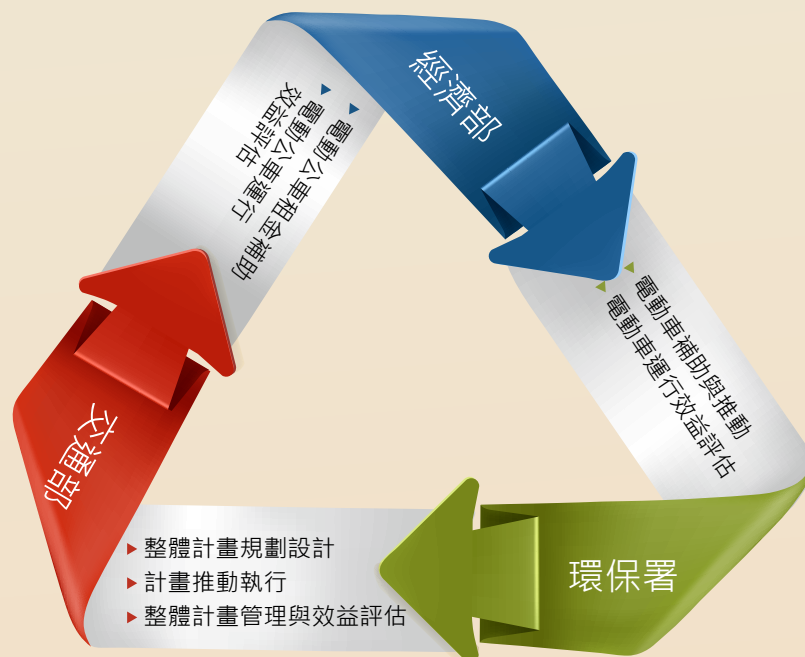 經濟部
▶ 電動公車租金補助
▶ 電動公車運行
效益評估
▶ 電動車補助與推動
▶ 電動車運行效益評估
交通部
環保署
▶ 整體計畫規劃設計
▶ 計畫推動執行
▶ 整體計畫管理與效益評估